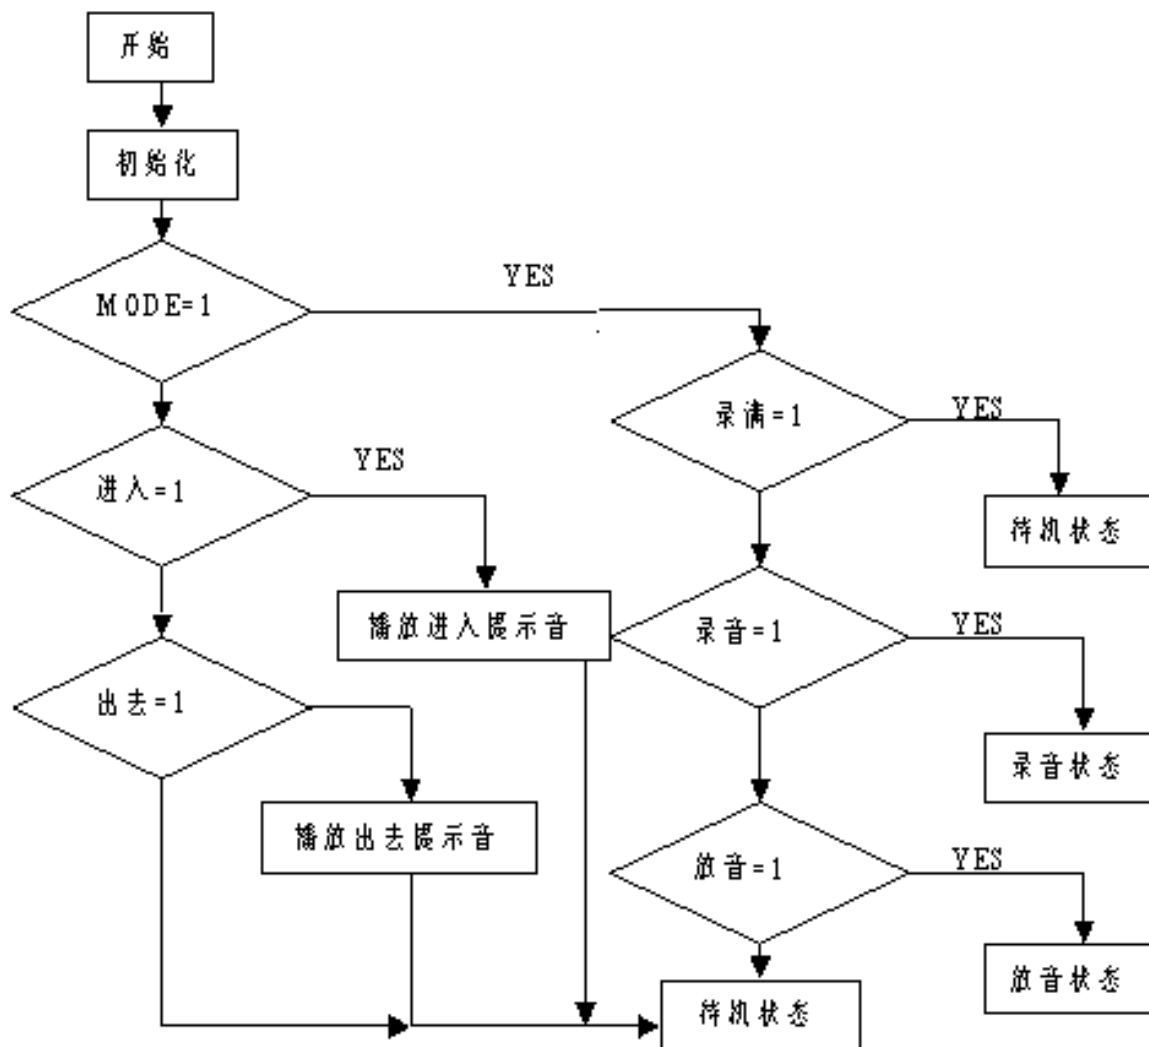 开始
初始化
MODE=1
YES
录满=1
YES
进入=1
YES
待机状态
播放进入提示音
录音=1
YES
出去=1
录音状态
播放出去提示音
放音=1
YES
放音状态
待机状态